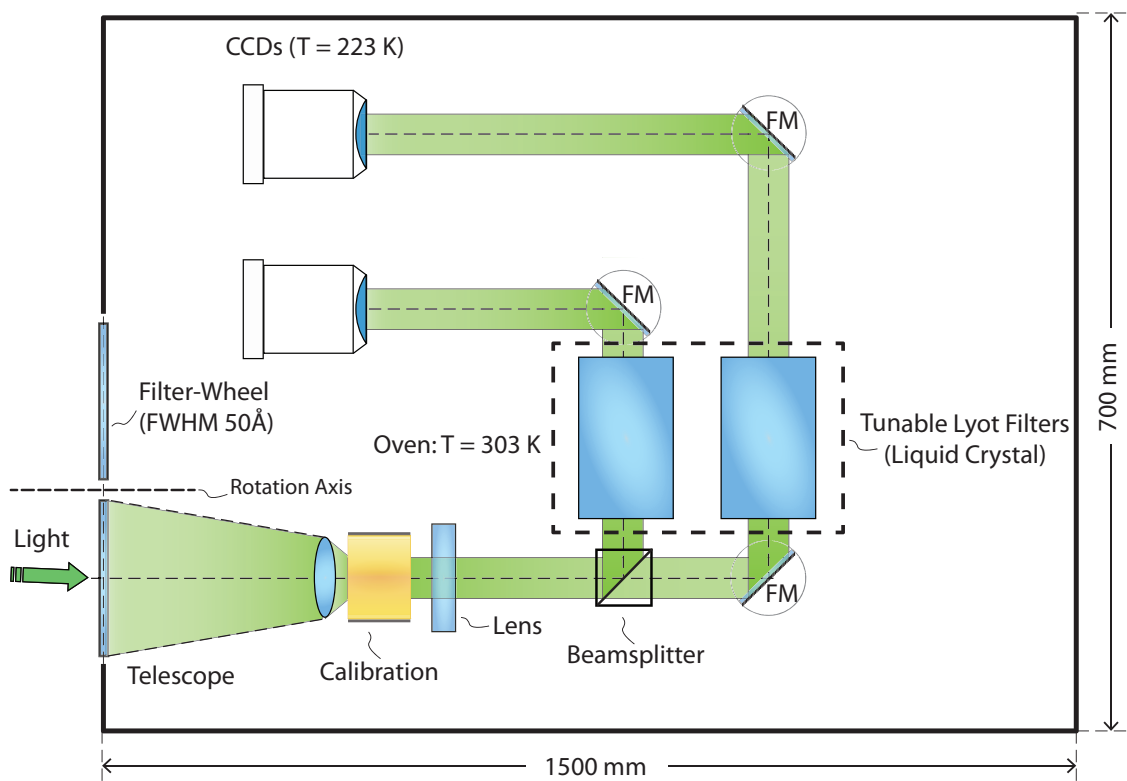 CCDs (T = 223 K)
FM
FM
Filter-Wheel
(FWHM 50Å)
Oven: T = 303 K
Tunable Lyot Filters
(Liquid Crystal)
700 mm
Rotation Axis
Light
FM
Lens
Beamsplitter
Calibration
Telescope
1500 mm